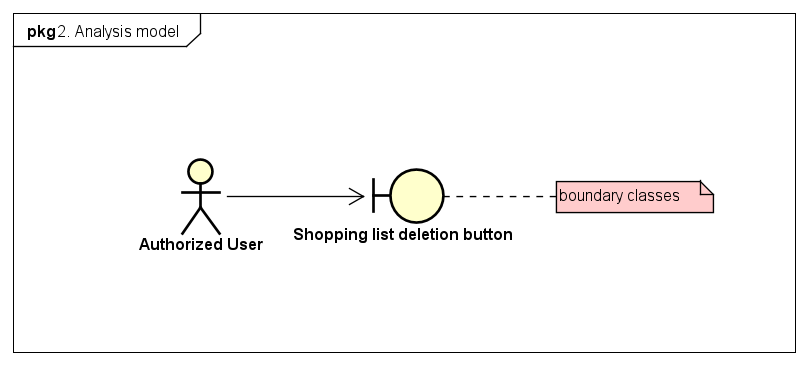 pkg 2. Analysis model
Authorized User
Shopping list deletion button
boundary classes